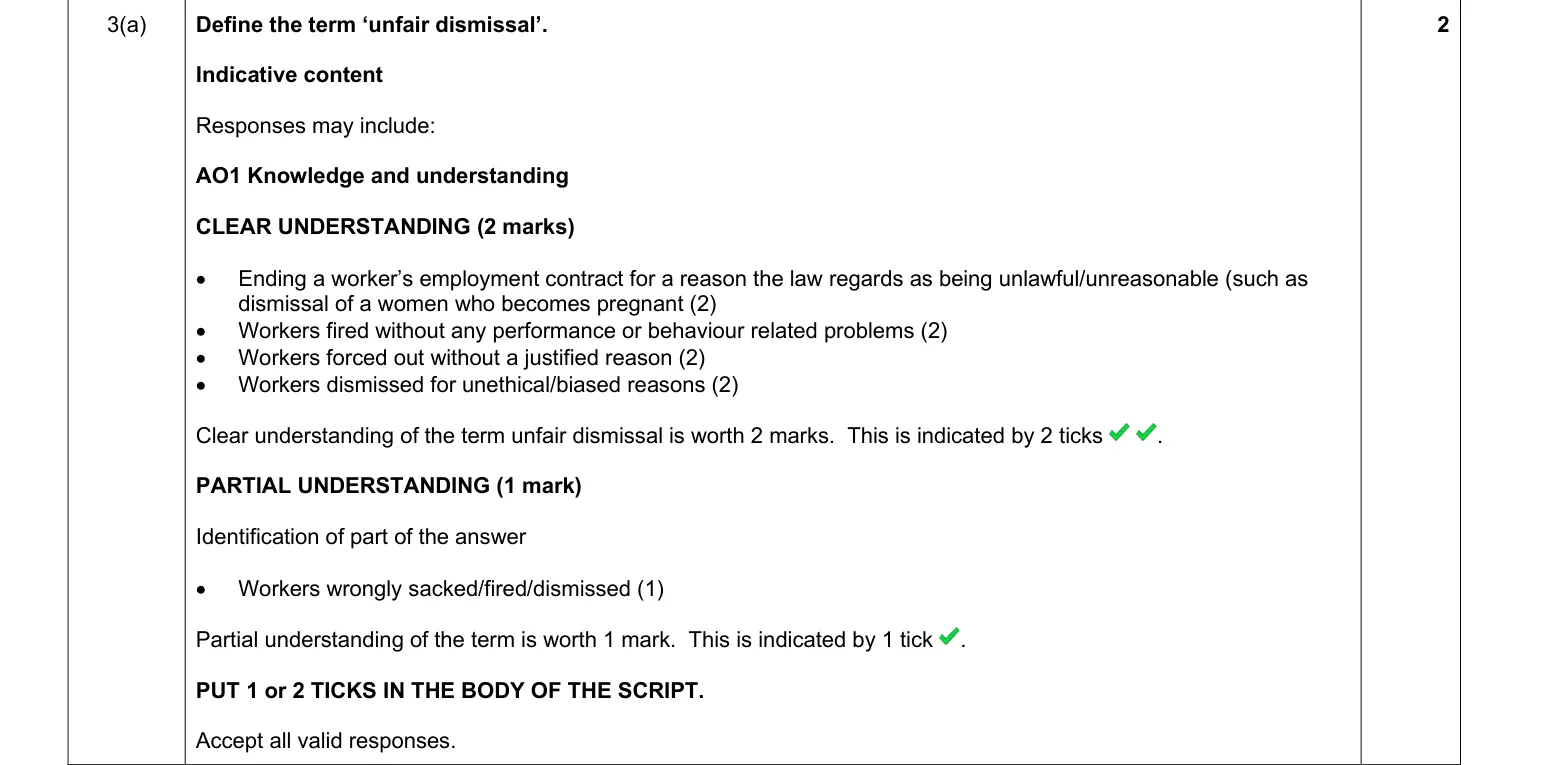 3(a) Define the term ‘unfair dismissal’. 2
Indicative content
Responses may include:
AO1 Knowledge and understanding
CLEAR UNDERSTANDING (2 marks)
• Ending a worker’s employment contract for a reason the law regards as being unlawful/unreasonable (such as
dismissal of a women who becomes pregnant (2)
• Workers fired without any performance or behaviour related problems (2)
• Workers forced out without a justified reason (2)
• Workers dismissed for unethical/biased reasons (2)
Clear understanding of the term unfair dismissal is worth 2 marks.  This is indicated by 2 ticks ✓ ✓.
PARTIAL UNDERSTANDING (1 mark)
Identification of part of the answer
• Workers wrongly sacked/fired/dismissed (1)
Partial understanding of the term is worth 1 mark.  This is indicated by 1 tick ✓.
PUT 1 or 2 TICKS IN THE BODY OF THE SCRIPT.
Accept all valid responses.